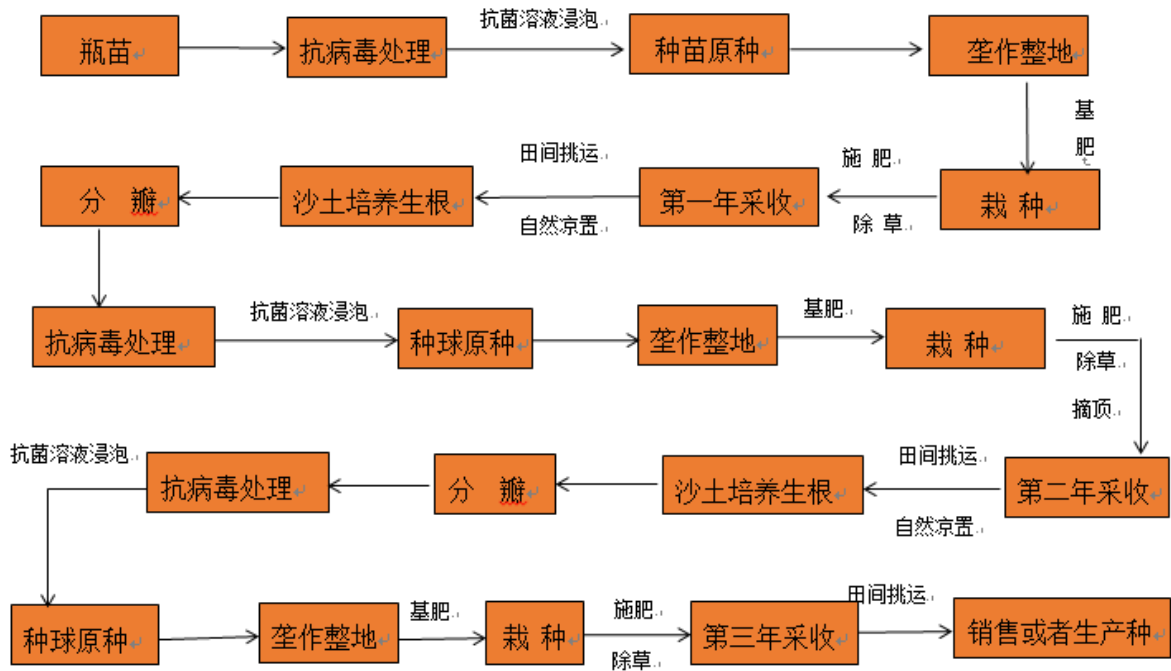 瓶苗
抗病毒处理
抗菌溶液浸泡
种苗原种
垄作整地
基
肥
栽 种
施 肥
除 草
第一年采收
田间挑运
自然凉置
沙土培养生根
分 瓣
抗病毒处理
抗菌溶液浸泡
种球原种
垄作整地
基肥
栽 种
施 肥
除草
摘顶
第二年采收
田间挑运
自然凉置
沙土培养生根
分 瓣
抗病毒处理
抗菌溶液浸泡
种球原种
垄作整地
基肥
栽 种
施肥
除草
第三年采收
田间挑运
销售或者生产种